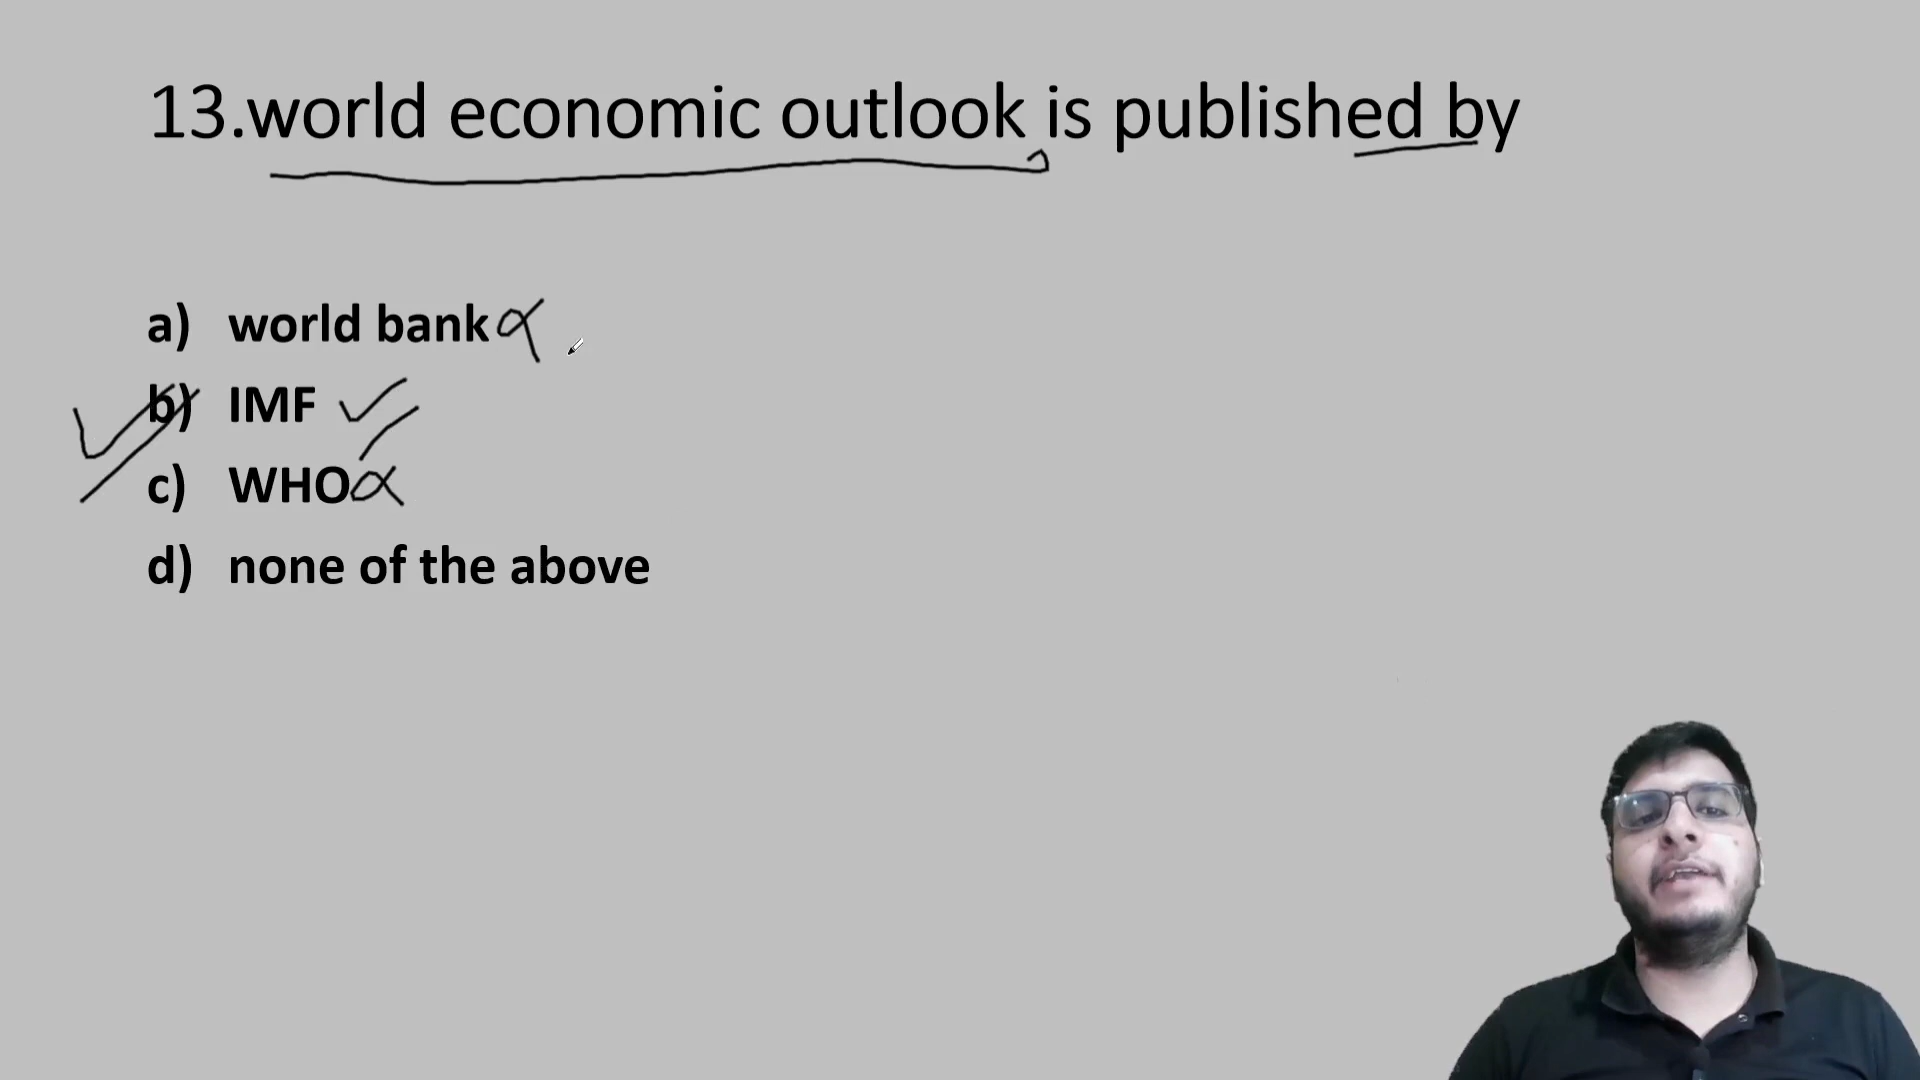 13.world economic outlook is published by
a) world bank
b) IMF
c) WHO
d) none of the above